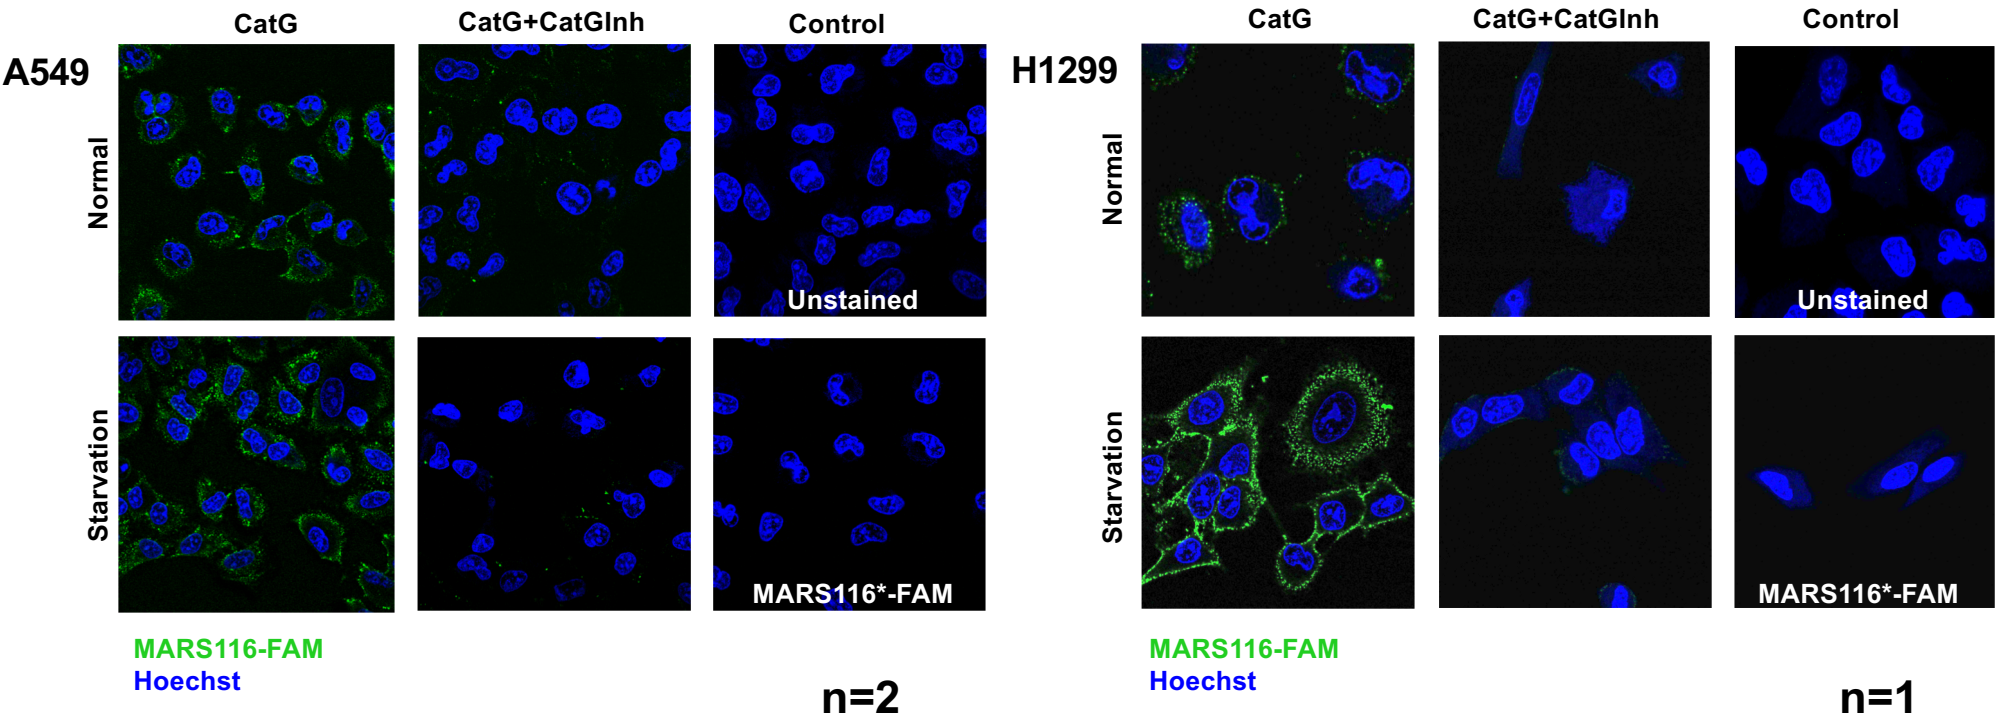 CatG
CatG+CatGInh
Control
A549
Normal
Unstained
Starvation
MARS116*-FAM
MARS116-FAM
Hoechst
n=2
CatG
CatG+CatGInh
Control
H1299
Normal
Unstained
Starvation
MARS116*-FAM
MARS116-FAM
Hoechst
n=1